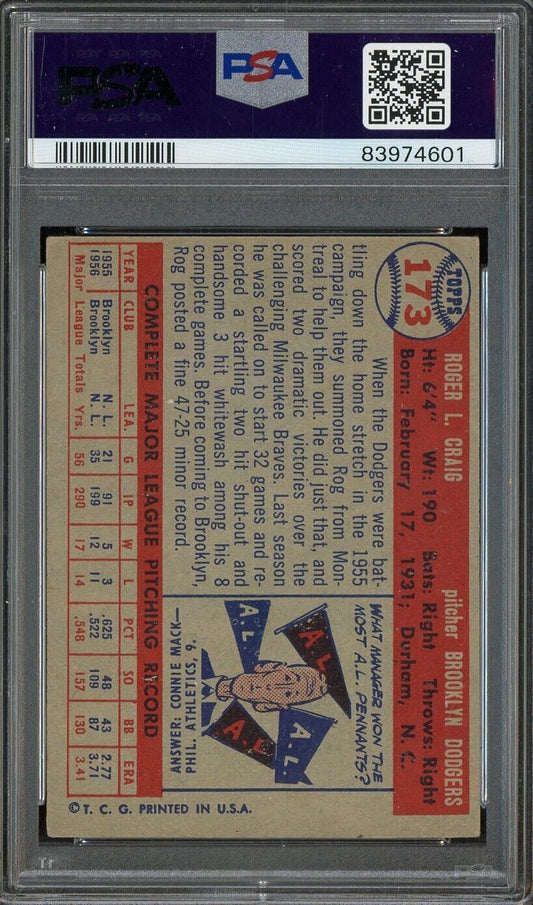 PSA
PSA
83974601
TOPPS
173
ROGER L. CRAIG pitcher BROOKLYN DODGERS
Ht: 6'4" Wt: 190 Bats: Right Throws: Right
Born: February 17, 1931; Durham, N. C.
When the Dodgers were bat-
tling down the home stretch in the 1955
campaign, they summoned Rog from Mon-
treal to help them out. He did just that, and
scored two dramatic victories over the
challenging Milwaukee Braves. Last season
he was called on to start 32 games and re-
corded a startling two hit shut-out and
handsome 3 hit whitewash among his 8
complete games. Before coming to Brooklyn,
Rog posted a fine 47-25 minor record.
WHAT MANAGER WON THE
MOST A.L. PENNANTS?
A.L.
A.L.
A.L.
A.L.
ANSWER: CONNIE MACK—
PHIL. ATHLETICS, 9.
COMPLETE MAJOR LEAGUE PITCHING RECORD
YEAR CLUB LEA. G IP W L PCT SO BB ERA
1955 Brooklyn N. L. 21 91 5 3 .625 48 43 2.77
1956 Brooklyn N. L. 35 199 12 11 .522 109 87 3.71
Major League Totals Yrs. 56 290 17 14 .548 157 130 3.41
© T. C. G. PRINTED IN U.S.A.
PSA